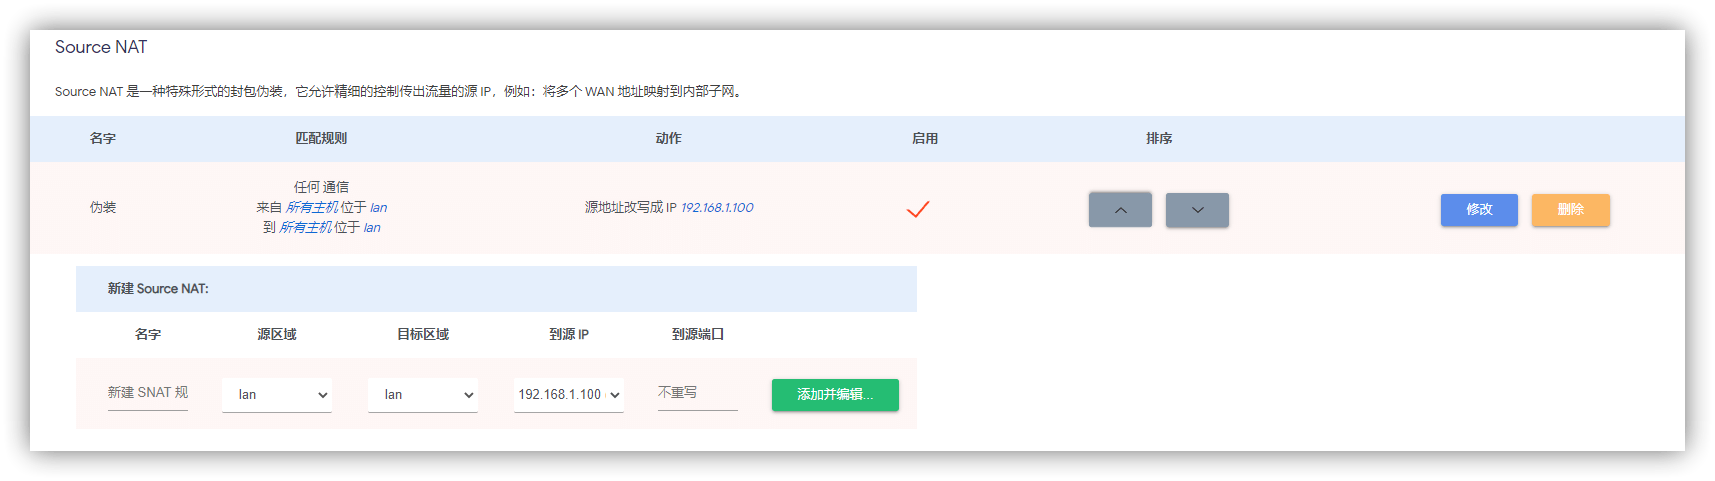 Source NAT
Source NAT 是一种特殊形式的封包伪装，它允许精细的控制传出流量的源 IP，例如：将多个 WAN 地址映射到内部子网。
名字 匹配规则 动作 启用 排序
任何 通信
伪装 来自 所有主机 位于 lan 源地址改写成 IP 192.168.1.100 修改 删除
到 所有主机 位于 lan
新建 Source NAT:
名字 源区域 目标区域 到源 IP 到源端口
新建 SNAT 规 lan lan 192.168.1.100 不重写 添加并编辑...